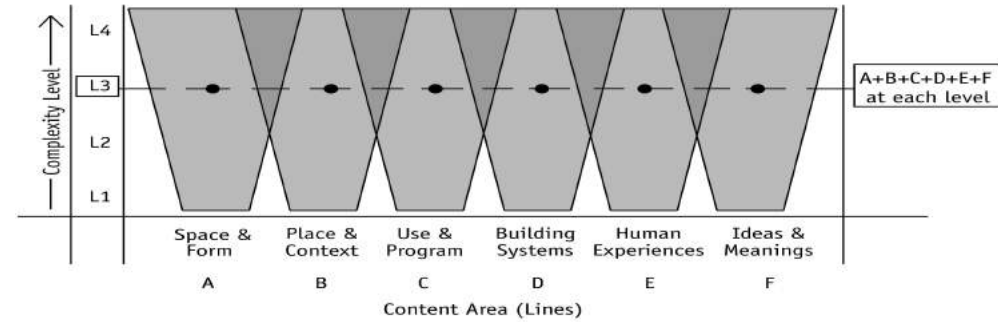 Complexity Level
L4
L3
L2
L1
A+B+C+D+E+F
at each level
Space &
Form
Place &
Context
Use &
Program
Building
Systems
Human
Experiences
Ideas &
Meanings
A
B
C
D
E
F
Content Area (Lines)